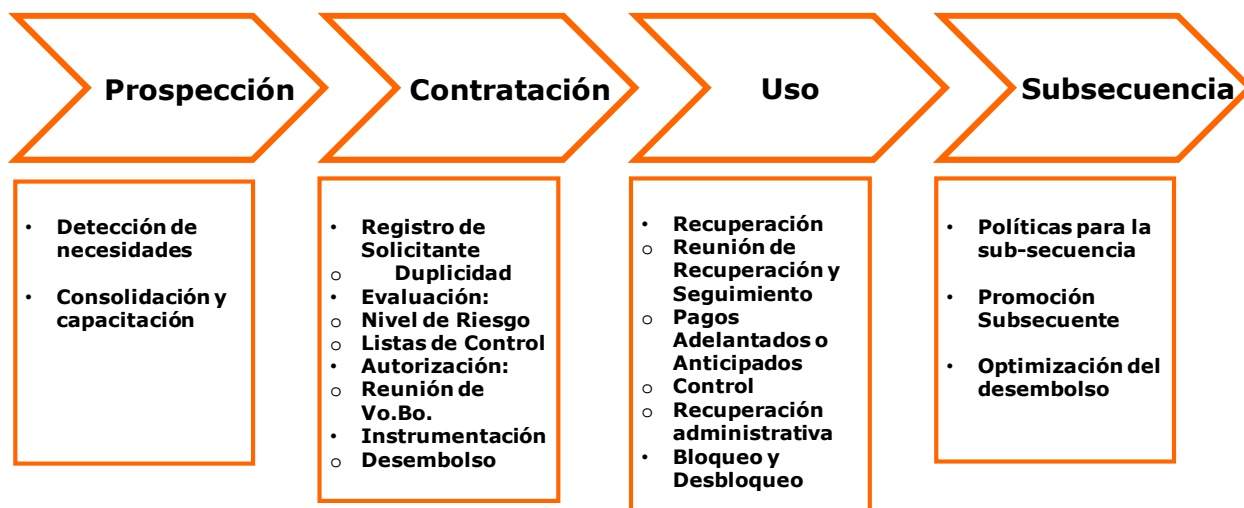 Prospección
Contratación
Uso
Subsecuencia
• Detección de
necesidades
• Consolidación y
capacitación
• Registro de
Solicitante
o Duplicidad
• Evaluación:
o Nivel de Riesgo
o Listas de Control
• Autorización:
o Reunión de
Vo.Bo.
• Instrumentación
o Desembolso
• Recuperación
o Reunión de
Recuperación y
Seguimiento
o Pagos
Adelantados o
Anticipados
o Control
o Recuperación
administrativa
• Bloqueo y
Desbloqueo
• Políticas para la
sub-secuencia
• Promoción
Subsecuente
• Optimización del
desembolso